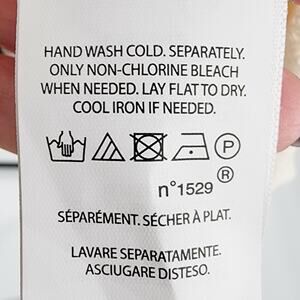 HAND WASH COLD. SEPARATELY.
ONLY NON-CHLORINE BLEACH
WHEN NEEDED. LAY FLAT TO DRY.
COOL IRON IF NEEDED.
P
n°1529 ®
SÉPARÉMENT. SÉCHER À PLAT.
LAVARE SEPARATAMENTE.
ASCIUGARE DISTESO.